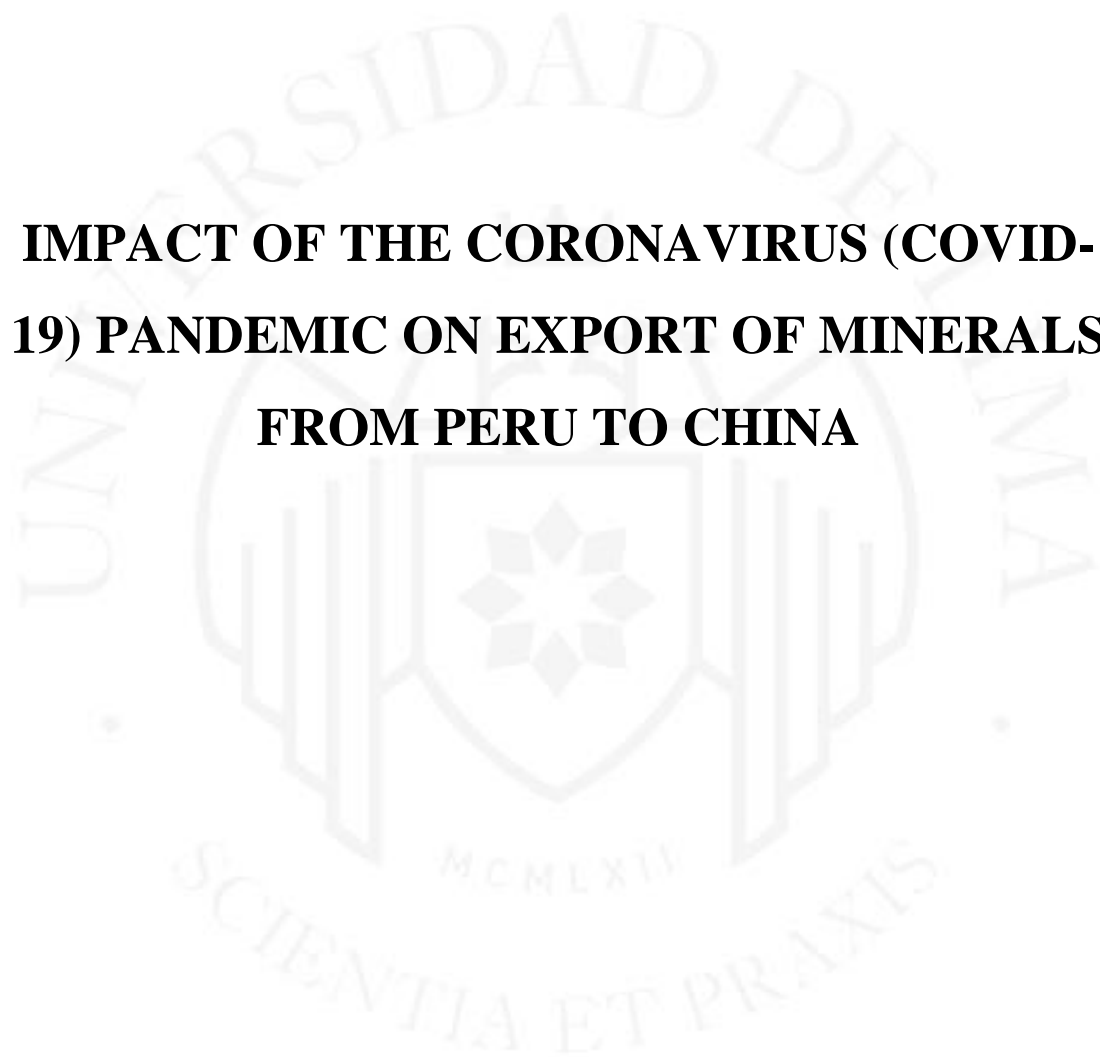 UNIVERSIDAD DE LIMA
IMPACT OF THE CORONAVIRUS (COVID-
19) PANDEMIC ON EXPORT OF MINERALS
FROM PERU TO CHINA
MCMLXII
SCIENTIA ET PRAXIS